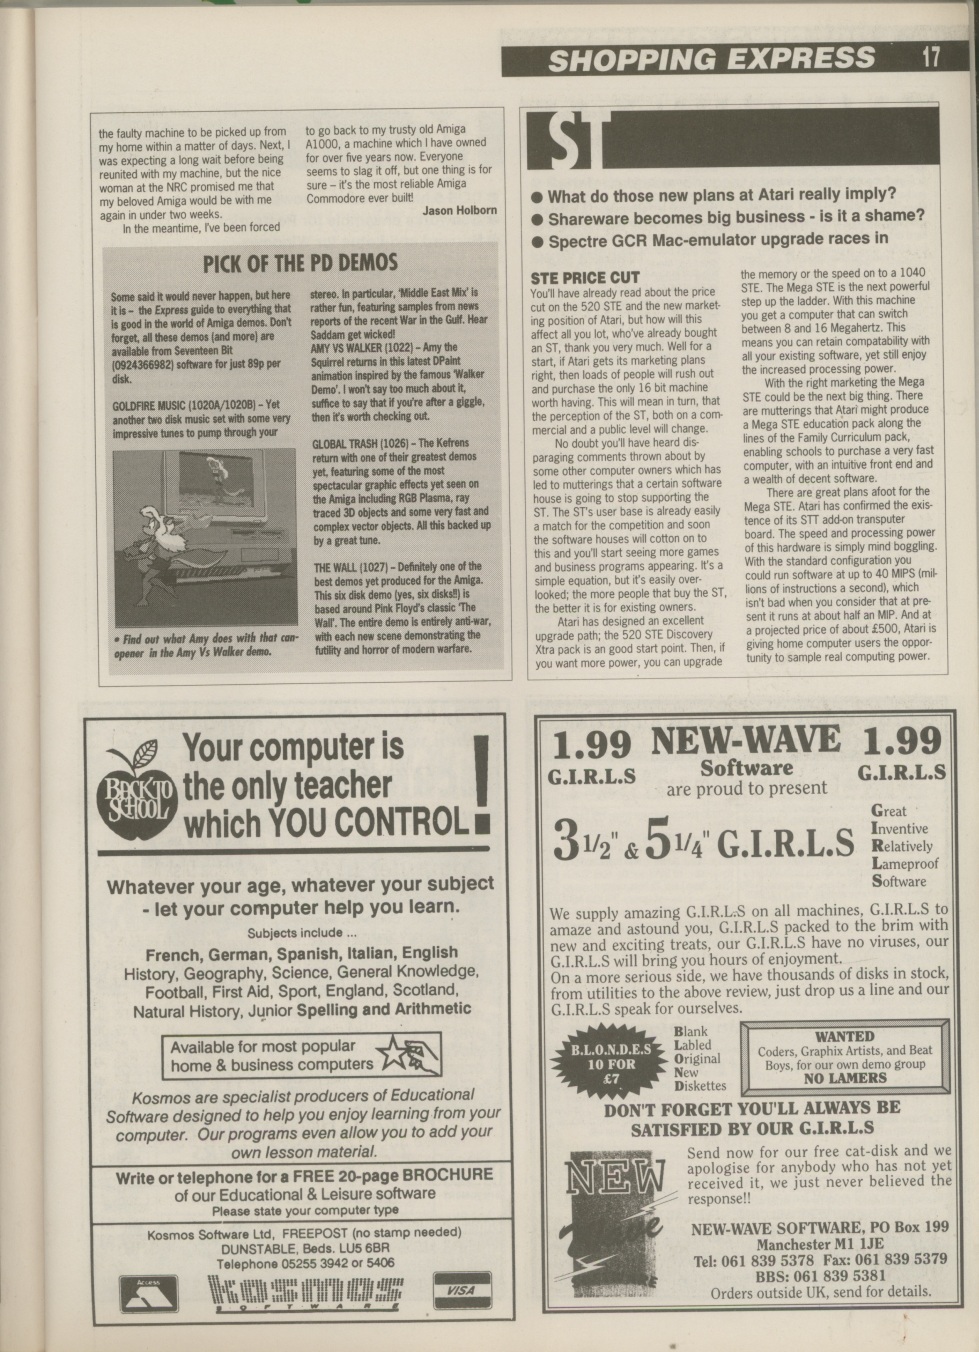 SHOPPING EXPRESS 17
the faulty machine to be picked up from
my home within a matter of days. Next, I
was expecting a long wait before being
reunited with my machine, but the nice
woman at the NRC promised me that
my beloved Amiga would be with me
again in under two weeks.
In the meantime, I've been forced
to go back to my trusty old Amiga
A1000, a machine which I have owned
for over five years now. Everyone
seems to slag it off, but one thing is for
sure – it's the most reliable Amiga
Commodore ever built!
Jason Holborn
PICK OF THE PD DEMOS
Some said it would never happen, but here
it is – the Express guide to everything that
is good in the world of Amiga demos. Don't
forget, all these demos (and more) are
available from Seventeen Bit
(0924366982) software for just 89p per
disk.
GOLDFIRE MUSIC (1020A/1020B) – Yet
another two disk music set with some very
impressive tunes to pump through your
• Find out what Amy does with that can-
opener in the Amy Vs Walker demo.
stereo. In particular, 'Middle East Mix' is
rather fun, featuring samples from news
reports of the recent War in the Gulf. Hear
Saddam get wicked!
AMY VS WALKER (1022) – Amy the
Squirrel returns in this latest DPaint
animation inspired by the famous 'Walker
Demo'. I won't say too much about it,
suffice to say that if you're after a giggle,
then it's worth checking out.
GLOBAL TRASH (1026) – The Kefrens
return with one of their greatest demos
yet, featuring some of the most
spectacular graphic effects yet seen on
the Amiga including RGB Plasma, ray
traced 3D objects and some very fast and
complex vector objects. All this backed up
by a great tune.
THE WALL (1027) – Definitely one of the
best demos yet produced for the Amiga.
This six disk demo (yes, six disks!!) is
based around Pink Floyd's classic 'The
Wall'. The entire demo is entirely anti-war,
with each new scene demonstrating the
futility and horror of modern warfare.
ST
● What do those new plans at Atari really imply?
● Shareware becomes big business - is it a shame?
● Spectre GCR Mac-emulator upgrade races in
STE PRICE CUT
You'll have already read about the price
cut on the 520 STE and the new market-
ing position of Atari, but how will this
affect all you lot, who've already bought
an ST, thank you very much. Well for a
start, if Atari gets its marketing plans
right, then loads of people will rush out
and purchase the only 16 bit machine
worth having. This will mean in turn, that
the perception of the ST, both on a com-
mercial and a public level will change.
No doubt you'll have heard dis-
paraging comments thrown about by
some other computer owners which has
led to mutterings that a certain software
house is going to stop supporting the
ST. The ST's user base is already easily
a match for the competition and soon
the software houses will cotton on to
this and you'll start seeing more games
and business programs appearing. It's a
simple equation, but it's easily over-
looked; the more people that buy the ST,
the better it is for existing owners.
Atari has designed an excellent
upgrade path; the 520 STE Discovery
Xtra pack is an good start point. Then, if
you want more power, you can upgrade
the memory or the speed on to a 1040
STE. The Mega STE is the next powerful
step up the ladder. With this machine
you get a computer that can switch
between 8 and 16 Megahertz. This
means you can retain compatability with
all your existing software, yet still enjoy
the increased processing power.
With the right marketing the Mega
STE could be the next big thing. There
are mutterings that Atari might produce
a Mega STE education pack along the
lines of the Family Curriculum pack,
enabling schools to purchase a very fast
computer, with an intuitive front end and
a wealth of decent software.
There are great plans afoot for the
Mega STE. Atari has confirmed the exis-
tence of its STT add-on transputer
board. The speed and processing power
of this hardware is simply mind boggling.
With the standard configuration you
could run software at up to 40 MIPS (mil-
lions of instructions a second), which
isn't bad when you consider that at pre-
sent it runs at about half an MIP. And at
a projected price of about £500, Atari is
giving home computer users the oppor-
tunity to sample real computing power.
BACK TO
SCHOOL
Your computer is
the only teacher
which YOU CONTROL!
Whatever your age, whatever your subject
- let your computer help you learn.
Subjects include ...
French, German, Spanish, Italian, English
History, Geography, Science, General Knowledge,
Football, First Aid, Sport, England, Scotland,
Natural History, Junior Spelling and Arithmetic
Available for most popular
home & business computers
Kosmos are specialist producers of Educational
Software designed to help you enjoy learning from your
computer. Our programs even allow you to add your
own lesson material.
Write or telephone for a FREE 20-page BROCHURE
of our Educational & Leisure software
Please state your computer type
Kosmos Software Ltd, FREEPOST (no stamp needed)
DUNSTABLE, Beds. LU5 6BR
Telephone 05255 3942 or 5406
Access
KOSMOS
SOFTWARE
VISA
1.99 NEW-WAVE 1.99
G.I.R.L.S Software G.I.R.L.S
are proud to present
3 1/2" & 5 1/4" G.I.R.L.S
Great
Inventive
Relatively
Lameproof
Software
We supply amazing G.I.R.L.S on all machines, G.I.R.L.S to
amaze and astound you, G.I.R.L.S packed to the brim with
new and exciting treats, our G.I.R.L.S have no viruses, our
G.I.R.L.S will bring you hours of enjoyment.
On a more serious side, we have thousands of disks in stock,
from utilities to the above review, just drop us a line and our
G.I.R.L.S speak for ourselves.
B.L.O.N.D.E.S
10 FOR
£7
Blank
Labled
Original
New
Diskettes
WANTED
Coders, Graphix Artists, and Beat
Boys, for our own demo group
NO LAMERS
DON'T FORGET YOU'LL ALWAYS BE
SATISFIED BY OUR G.I.R.L.S
NEW
Send now for our free cat-disk and we
apologise for anybody who has not yet
received it, we just never believed the
response!!
NEW-WAVE SOFTWARE, PO Box 199
Manchester M1 1JE
Tel: 061 839 5378 Fax: 061 839 5379
BBS: 061 839 5381
Orders outside UK, send for details.